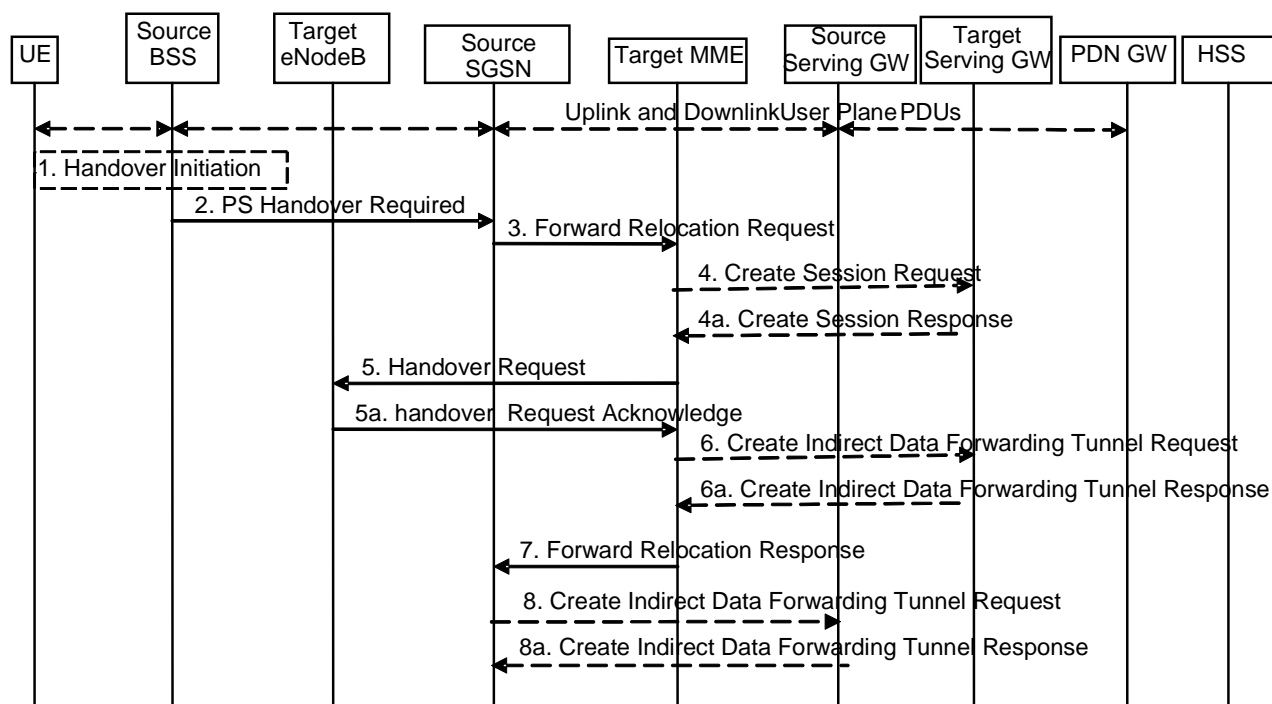 UE
Source
BSS
Target
eNodeB
Source
SGSN
Target MME
Source
Serving GW
Target
Serving GW
PDN GW
HSS
Uplink and Downlink User Plane PDUs
1. Handover Initiation
2. PS Handover Required
3. Forward Relocation Request
4. Create Session Request
4a. Create Session Response
5. Handover Request
5a. handover Request Acknowledge
6. Create Indirect Data Forwarding Tunnel Request
6a. Create Indirect Data Forwarding Tunnel Response
7. Forward Relocation Response
8. Create Indirect Data Forwarding Tunnel Request
8a. Create Indirect Data Forwarding Tunnel Response